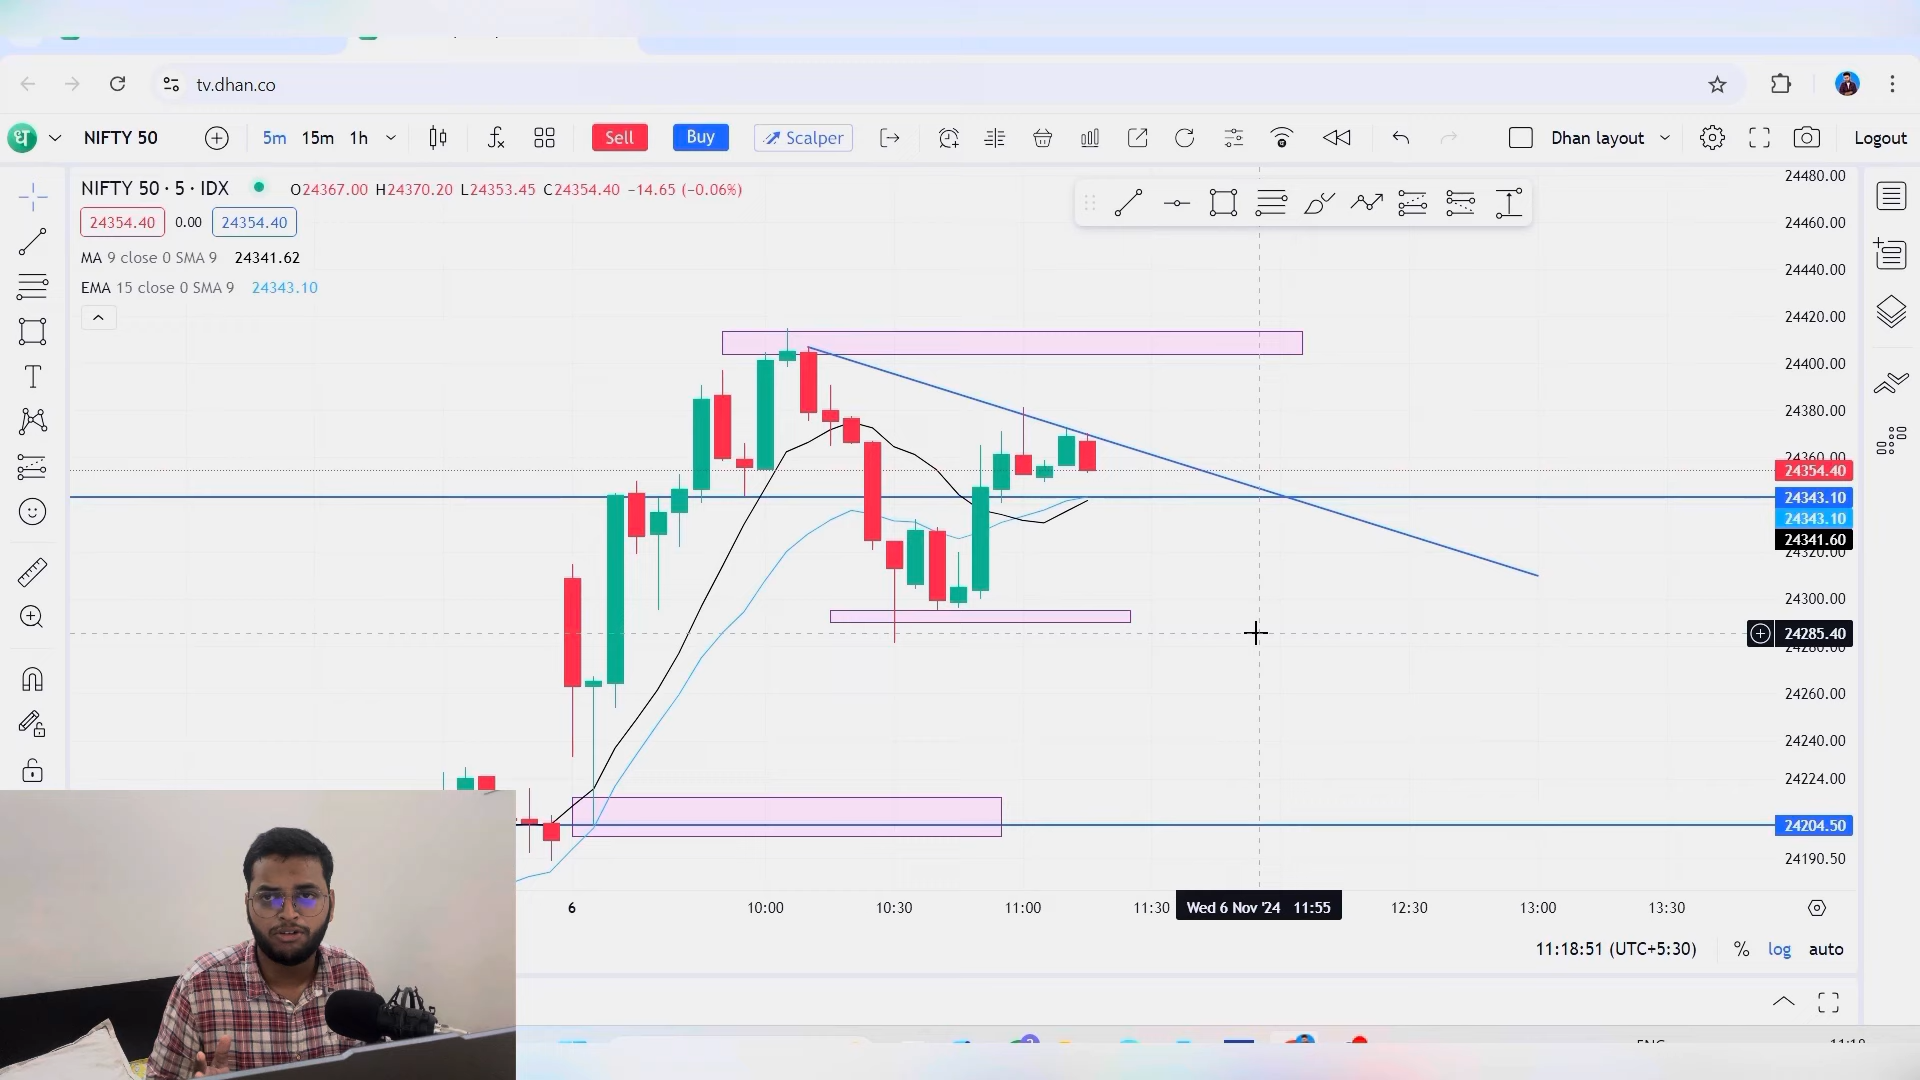 tv.dhan.co
ધ NIFTY 50 5m 15m 1h Sell Buy Scalper Dhan layout Logout
NIFTY 50 · 5 · IDX O24367.00 H24370.20 L24353.45 C24354.40 −14.65 (−0.06%)
24354.40 0.00 24354.40
MA 9 close 0 SMA 9 24341.62
EMA 15 close 0 SMA 9 24343.10
24480.00
24460.00
24440.00
24420.00
24400.00
24380.00
24360.00
24354.40
24343.10
24343.10
24341.60
24320.00
24300.00
24285.40
24280.00
24260.00
24240.00
24224.00
24204.50
24190.50
6 10:00 10:30 11:00 11:30 Wed 6 Nov '24 11:55 12:30 13:00 13:30
11:18:51 (UTC+5:30) % log auto